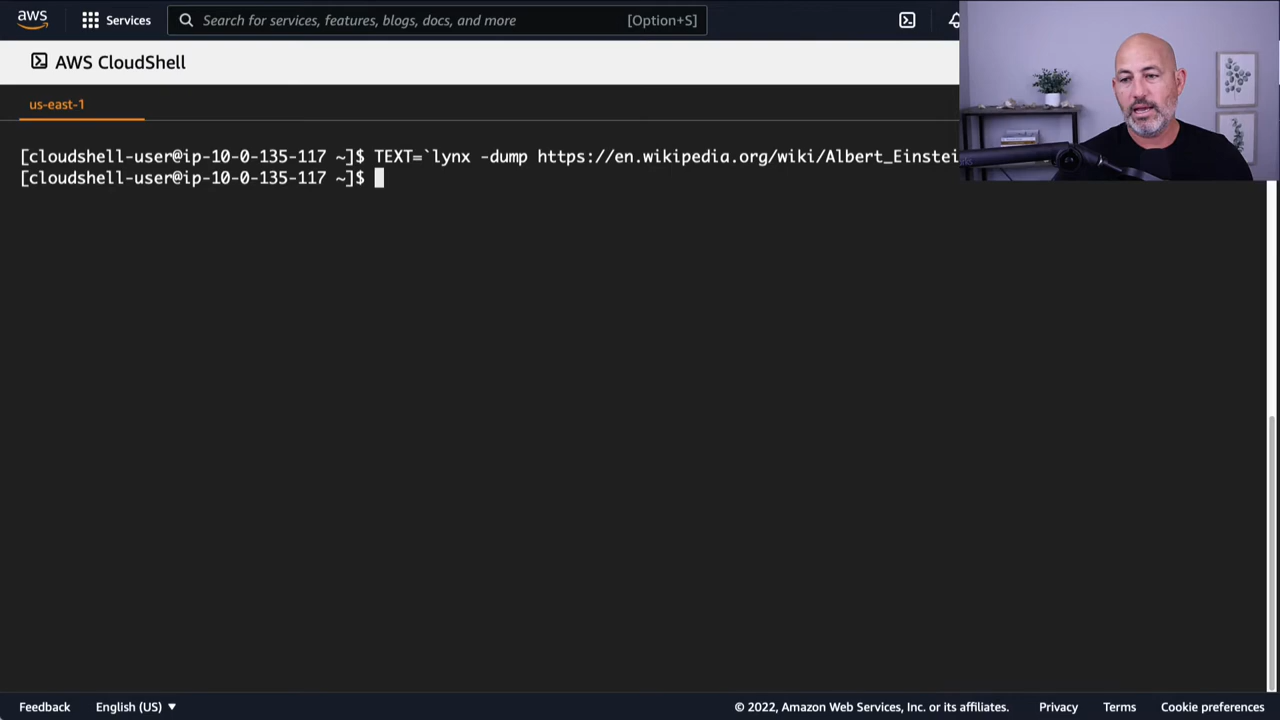 aws
Services
Search for services, features, blogs, docs, and more
[Option+S]
AWS CloudShell
us-east-1
[cloudshell-user@ip-10-0-135-117 ~]$ TEXT=`lynx -dump https://en.wikipedia.org/wiki/Albert_Einstei
[cloudshell-user@ip-10-0-135-117 ~]$
Feedback
English (US)
© 2022, Amazon Web Services, Inc. or its affiliates.
Privacy
Terms
Cookie preferences